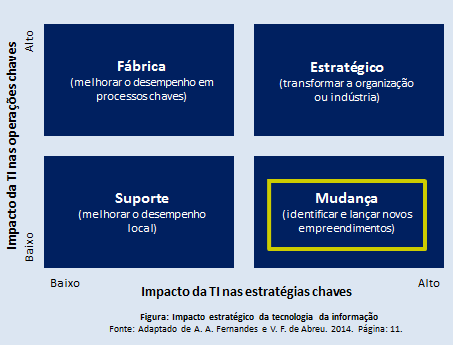 Impacto da TI nas operações chaves
Alto
Baixo
Fábrica
(melhorar o desempenho em
processos chaves)
Estratégico
(transformar a organização
ou indústria)
Suporte
(melhorar o desempenho
local)
Mudança
(identificar e lançar novos
empreendimentos)
Baixo
Alto
Impacto da TI nas estratégias chaves
Figura: Impacto estratégico da tecnologia da informação
Fonte: Adaptado de A. A. Fernandes e V. F. de Abreu. 2014. Página: 11.